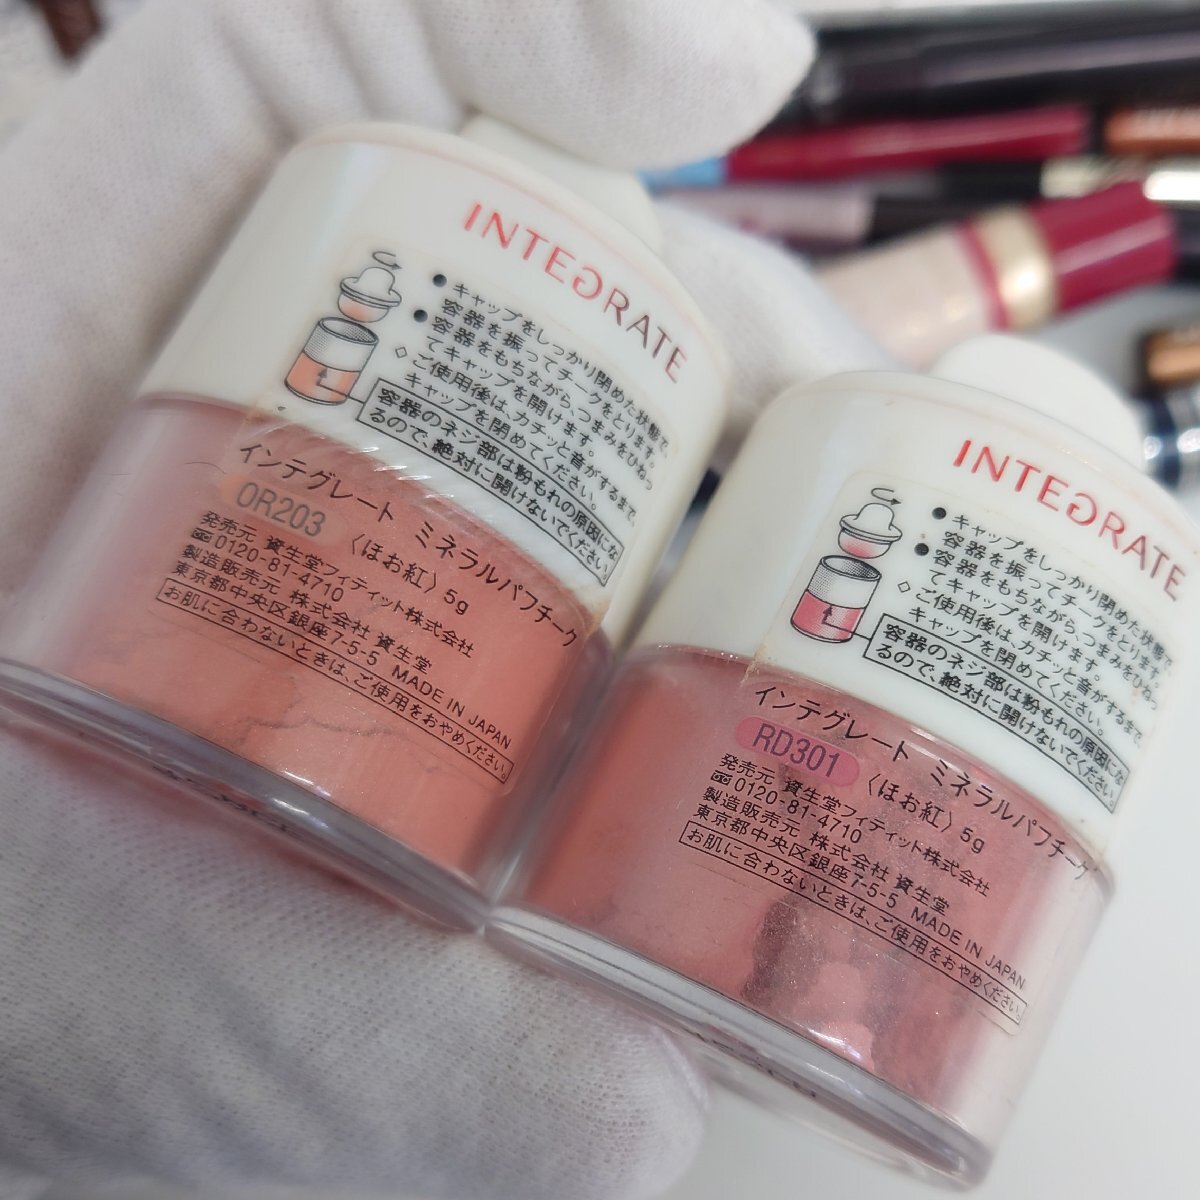 INTEGRATE
●キャップをしっかり閉めた状態で、
容器を振ってチークをとります。
●容器をもちながら、つまみをひねっ
てキャップを開けます。
◇ご使用後は、カチッと音がするまで、
キャップを閉めてください。
容器のネジ部は粉もれの原因にな
るので、絶対に開けないでください。
インテグレート ミネラルパフチーク
OR203 〈ほお紅〉 5g
発売元 資生堂フィティット株式会社
0120-81-4710
製造販売元 株式会社 資生堂
東京都中央区銀座7-5-5 MADE IN JAPAN
お肌に合わないときは、ご使用をおやめください。
INTEGRATE
●キャップをしっかり閉めた状態で
容器を振ってチークをとります。
●容器をもちながら、つまみをひねっ
てキャップを開けます。
◇ご使用後は、カチッと音がするまで、
キャップを閉めてください。
容器のネジ部は粉もれの原因にな
るので、絶対に開けないでください。
インテグレート ミネラルパフチーク
RD301 〈ほお紅〉 5g
発売元 資生堂フィティット株式会社
0120-81-4710
製造販売元 株式会社 資生堂
東京都中央区銀座7-5-5 MADE IN JAPAN
お肌に合わないときは、ご使用をおやめください。